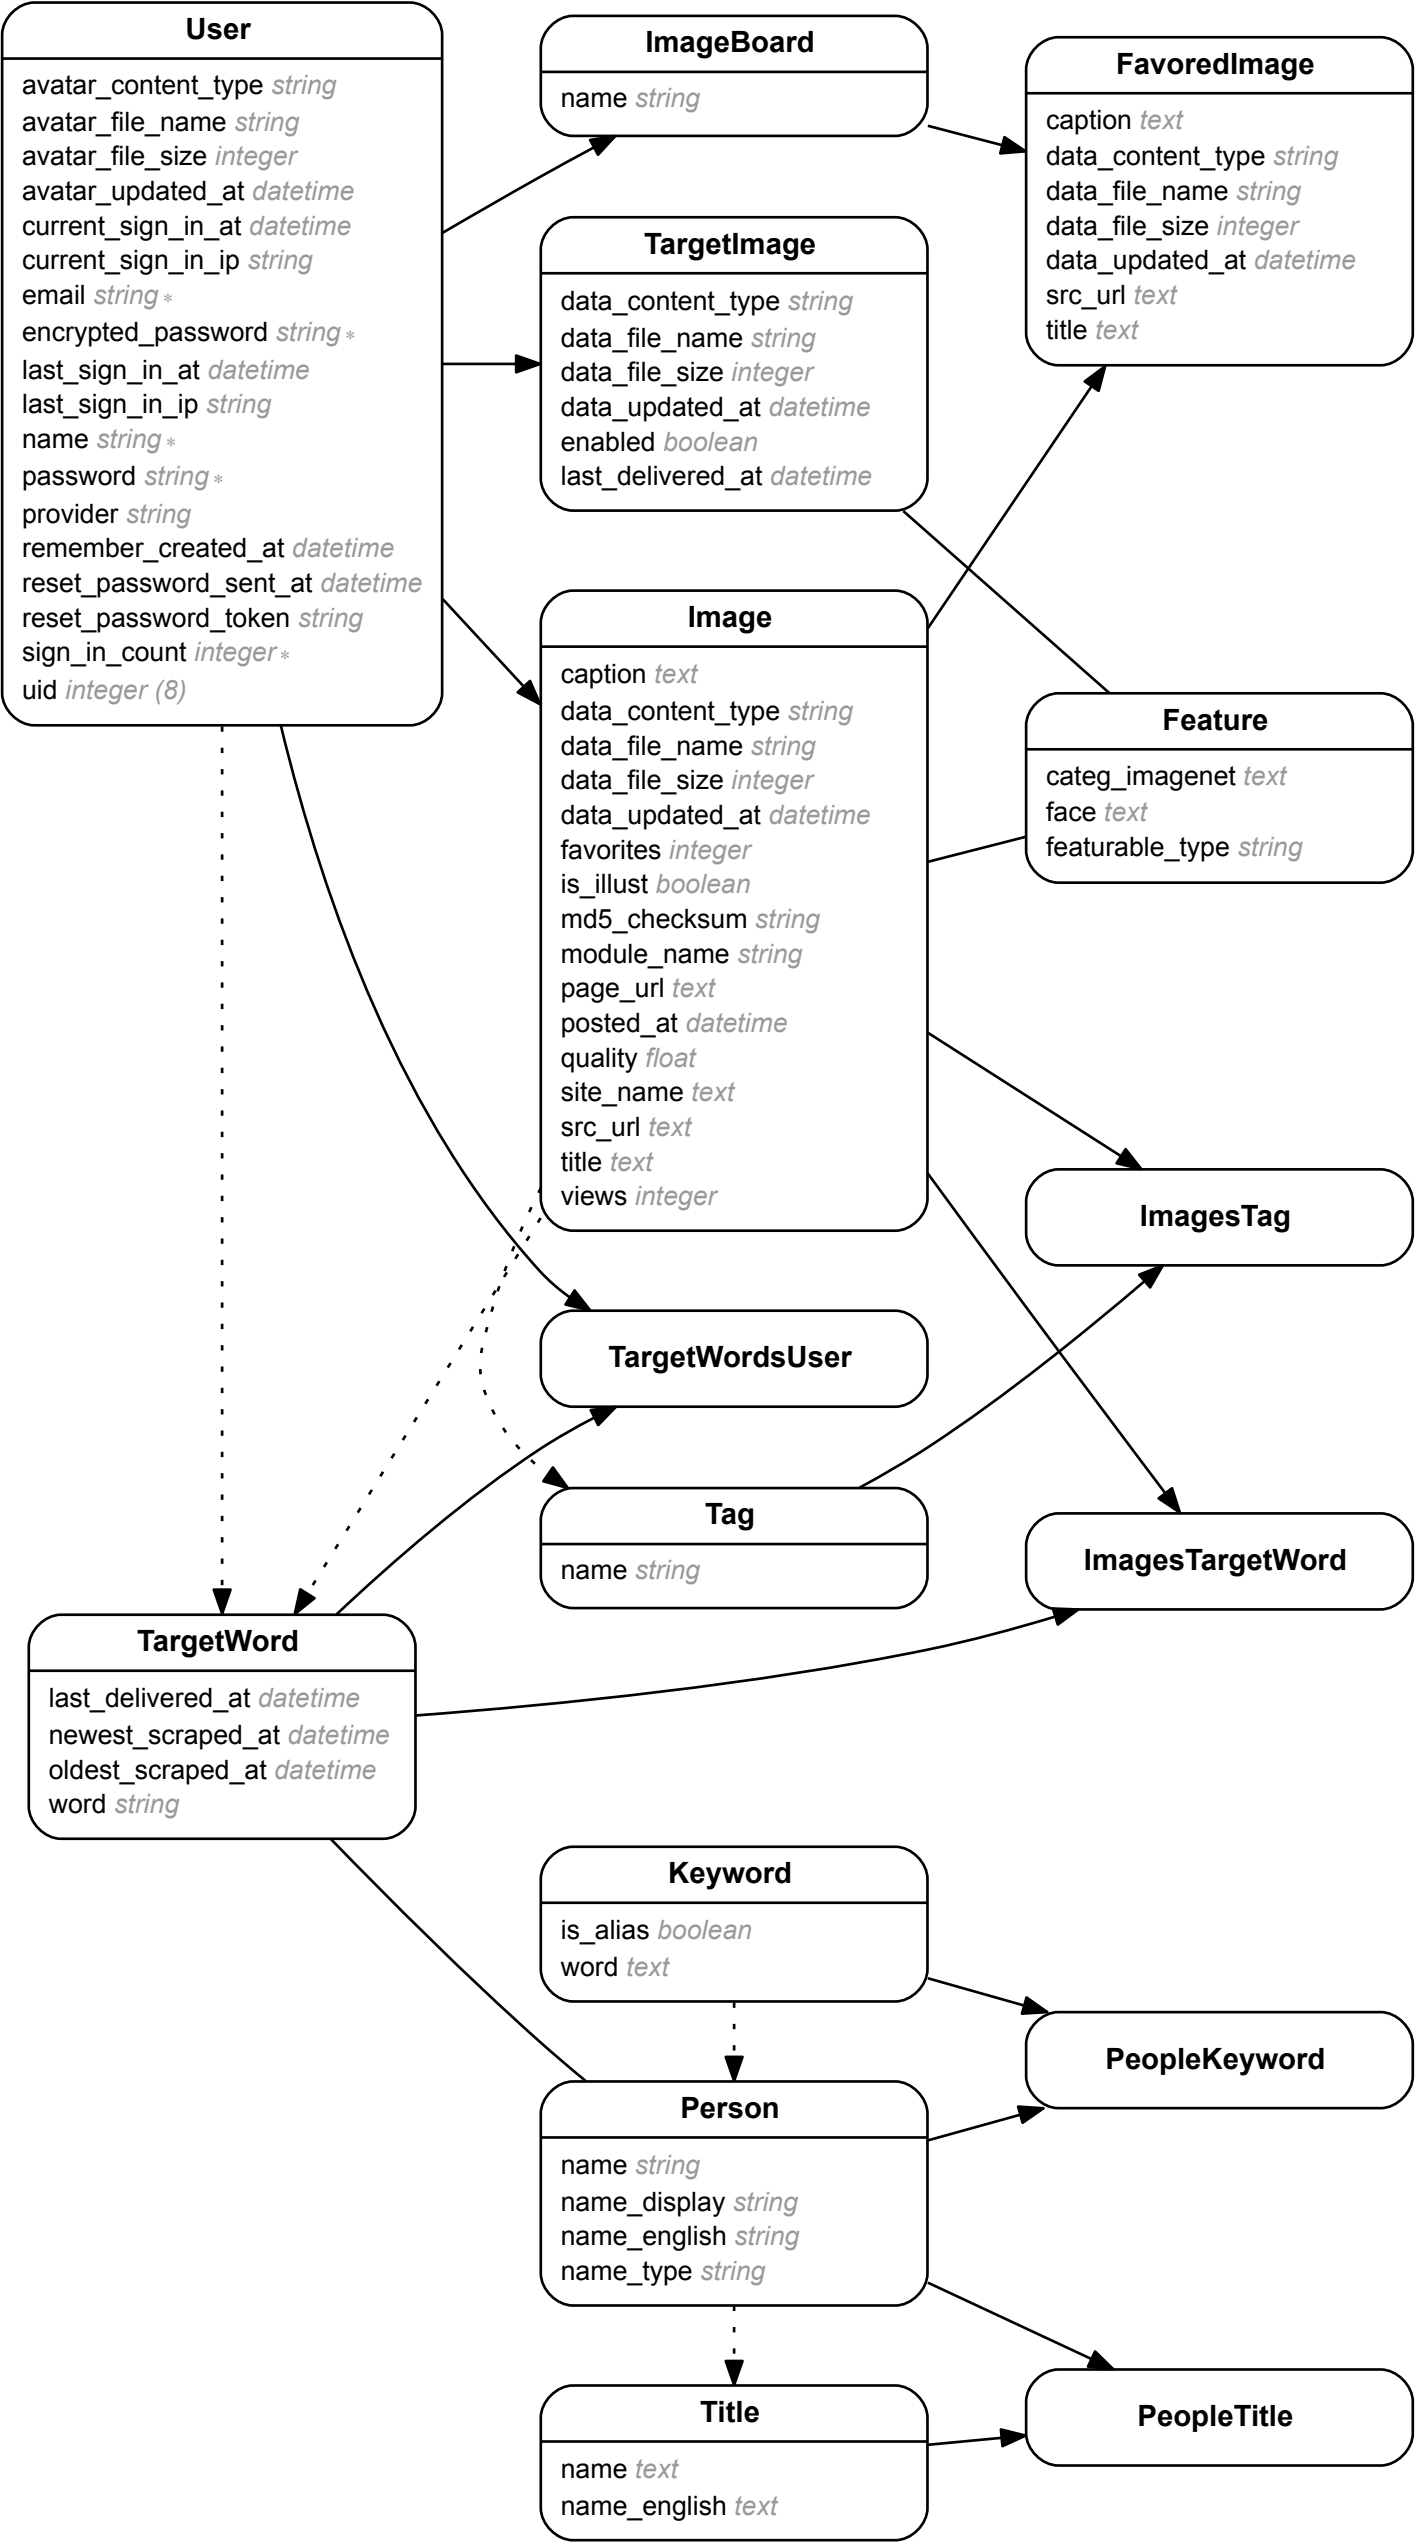 User
avatar_content_type string
avatar_file_name string
avatar_file_size integer
avatar_updated_at datetime
current_sign_in_at datetime
current_sign_in_ip string
email string *
encrypted_password string *
last_sign_in_at datetime
last_sign_in_ip string
name string *
password string *
provider string
remember_created_at datetime
reset_password_sent_at datetime
reset_password_token string
sign_in_count integer *
uid integer (8)
ImageBoard
name string
FavoredImage
caption text
data_content_type string
data_file_name string
data_file_size integer
data_updated_at datetime
src_url text
title text
TargetImage
data_content_type string
data_file_name string
data_file_size integer
data_updated_at datetime
enabled boolean
last_delivered_at datetime
Image
caption text
data_content_type string
data_file_name string
data_file_size integer
data_updated_at datetime
favorites integer
is_illust boolean
md5_checksum string
module_name string
page_url text
posted_at datetime
quality float
site_name text
src_url text
title text
views integer
Feature
categ_imagenet text
face text
featurable_type string
ImagesTag
TargetWordsUser
Tag
name string
ImagesTargetWord
TargetWord
last_delivered_at datetime
newest_scraped_at datetime
oldest_scraped_at datetime
word string
Keyword
is_alias boolean
word text
PeopleKeyword
Person
name string
name_display string
name_english string
name_type string
PeopleTitle
Title
name text
name_english text